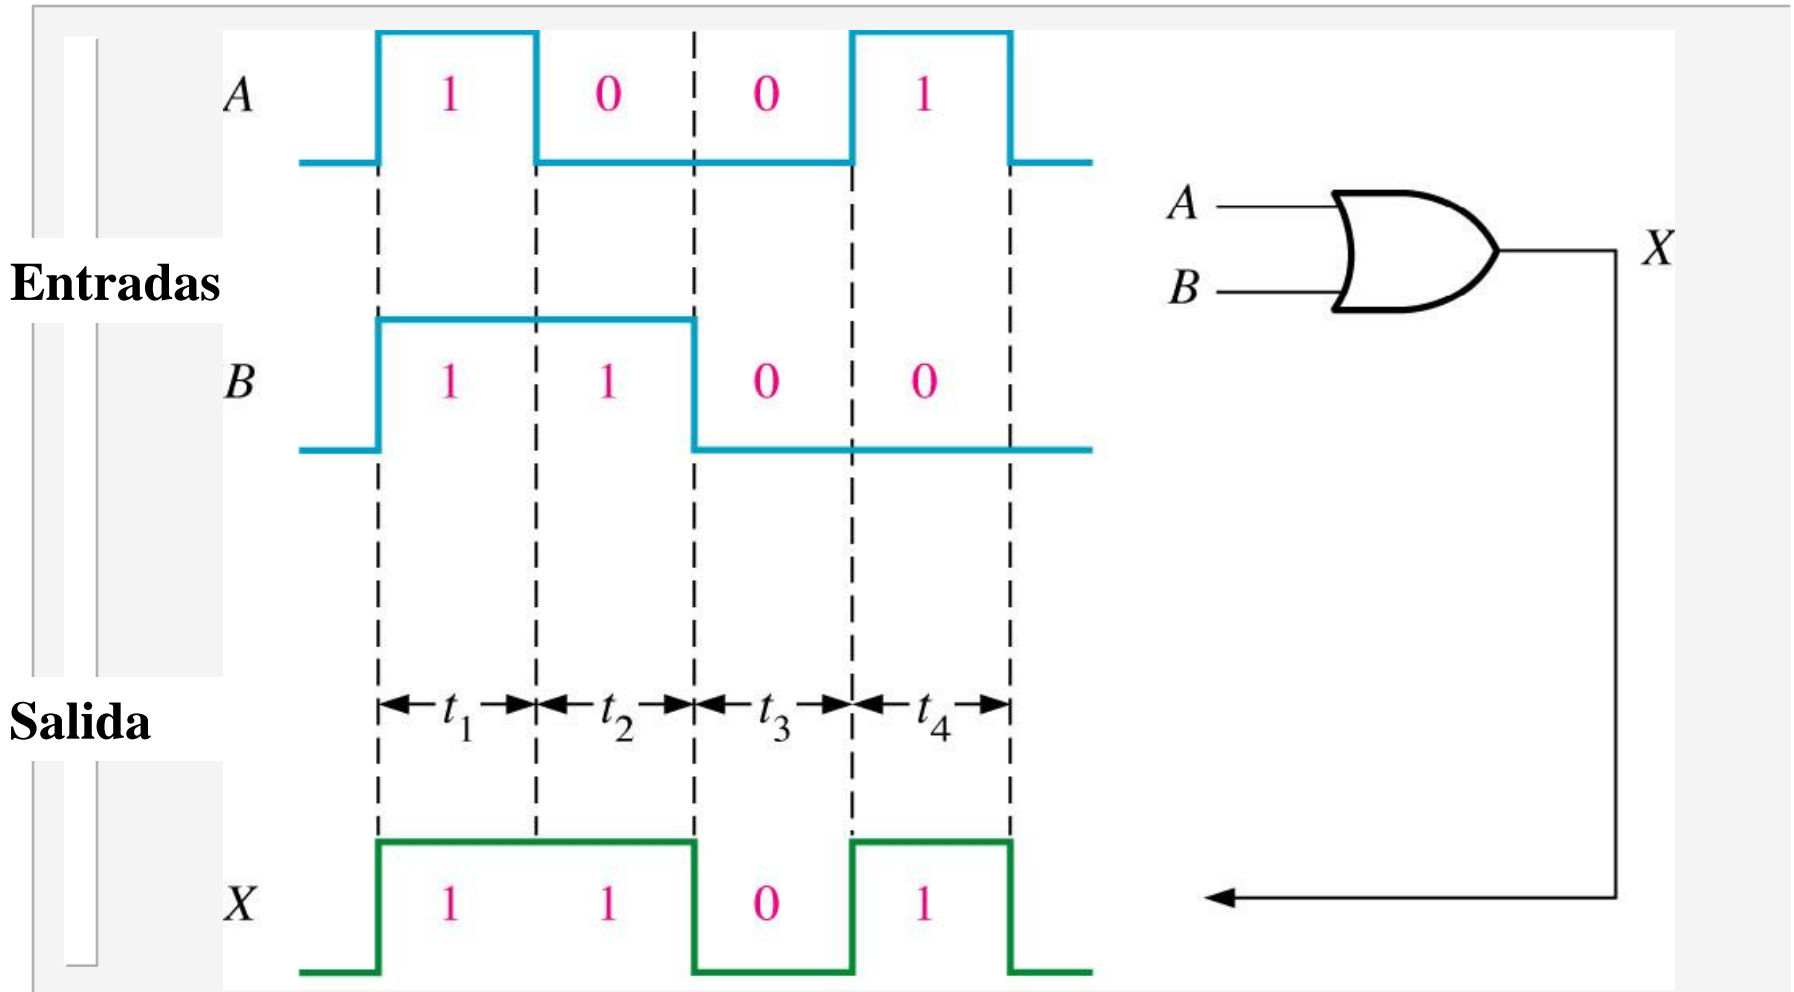 A 1 0 0 1
A
X
B
Entradas
B 1 1 0 0
t1 t2 t3 t4
Salida
X 1 1 0 1